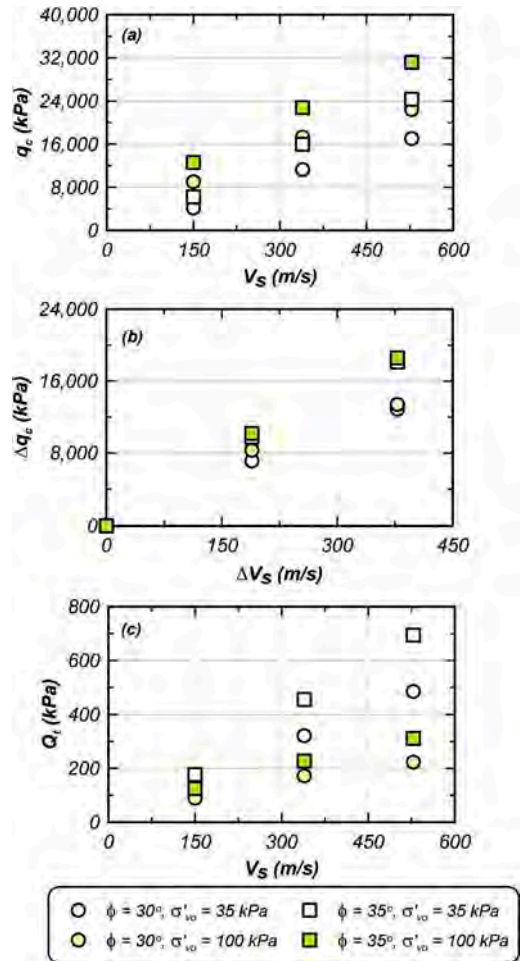 40,000
(a)
32,000
24,000
16,000
8,000
0
q_c (kPa)
0 150 300 450 600
V_S (m/s)
24,000
(b)
16,000
8,000
0
Δq_c (kPa)
0 150 300 450
ΔV_S (m/s)
800
(c)
600
400
200
0
Q_t (kPa)
0 150 300 450 600
V_S (m/s)
ϕ = 30°, σ'_vo = 35 kPa ϕ = 35°, σ'_vo = 35 kPa
ϕ = 30°, σ'_vo = 100 kPa ϕ = 35°, σ'_vo = 100 kPa